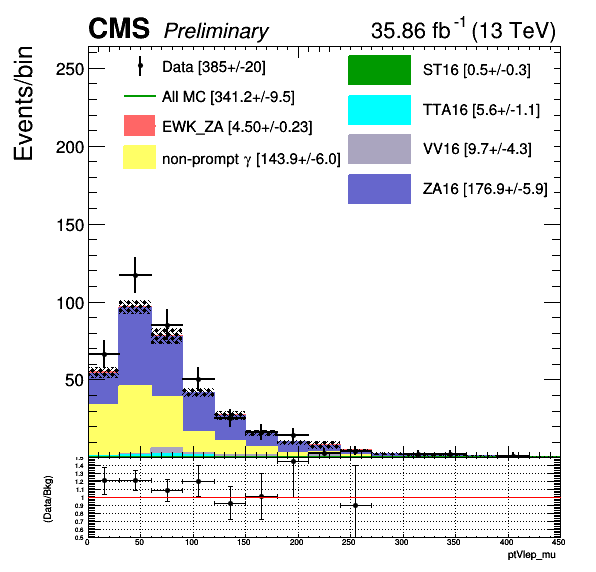 CMS Preliminary 35.86 fb⁻¹ (13 TeV)
Events/bin
250
200
150
100
50
Data [385+/-20]
All MC [341.2+/-9.5]
EWK_ZA [4.50+/-0.23]
non-prompt γ [143.9+/-6.0]
ST16 [0.5+/-0.3]
TTA16 [5.6+/-1.1]
VV16 [9.7+/-4.3]
ZA16 [176.9+/-5.9]
(Data/Bkg)
1.5
1.4
1.3
1.2
1.1
1
0.9
0.8
0.7
0.6
0.5
0 50 100 150 200 250 300 350 400 450
ptVlep_mu